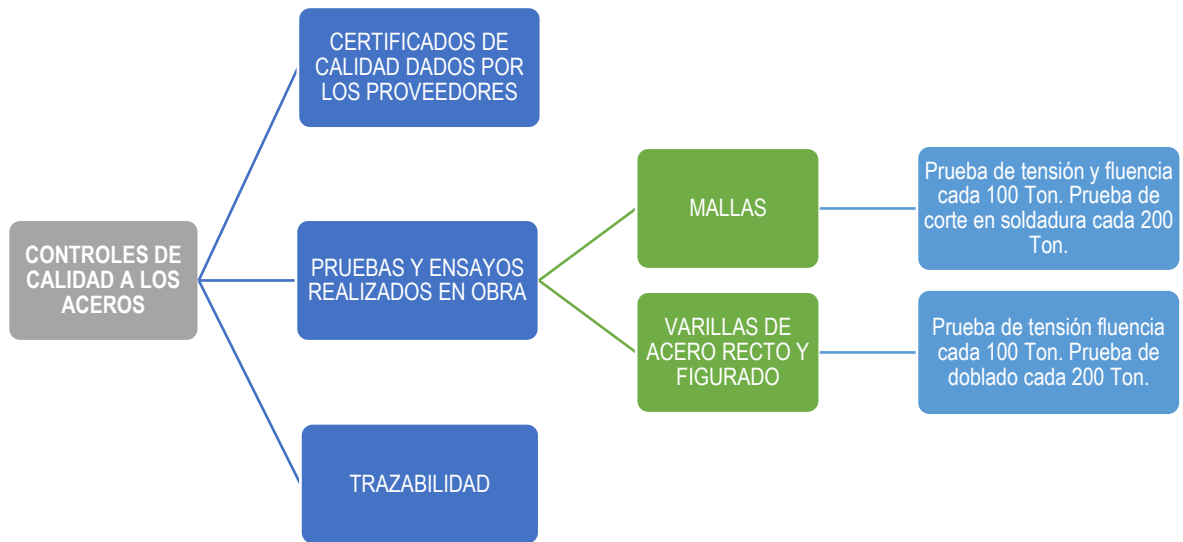 CONTROLES DE
CALIDAD A LOS
ACEROS
CERTIFICADOS DE
CALIDAD DADOS POR
LOS PROVEEDORES
PRUEBAS Y ENSAYOS
REALIZADOS EN OBRA
MALLAS
Prueba de tensión y fluencia
cada 100 Ton. Prueba de
corte en soldadura cada 200
Ton.
VARILLAS DE
ACERO RECTO Y
FIGURADO
Prueba de tensión fluencia
cada 100 Ton. Prueba de
doblado cada 200 Ton.
TRAZABILIDAD